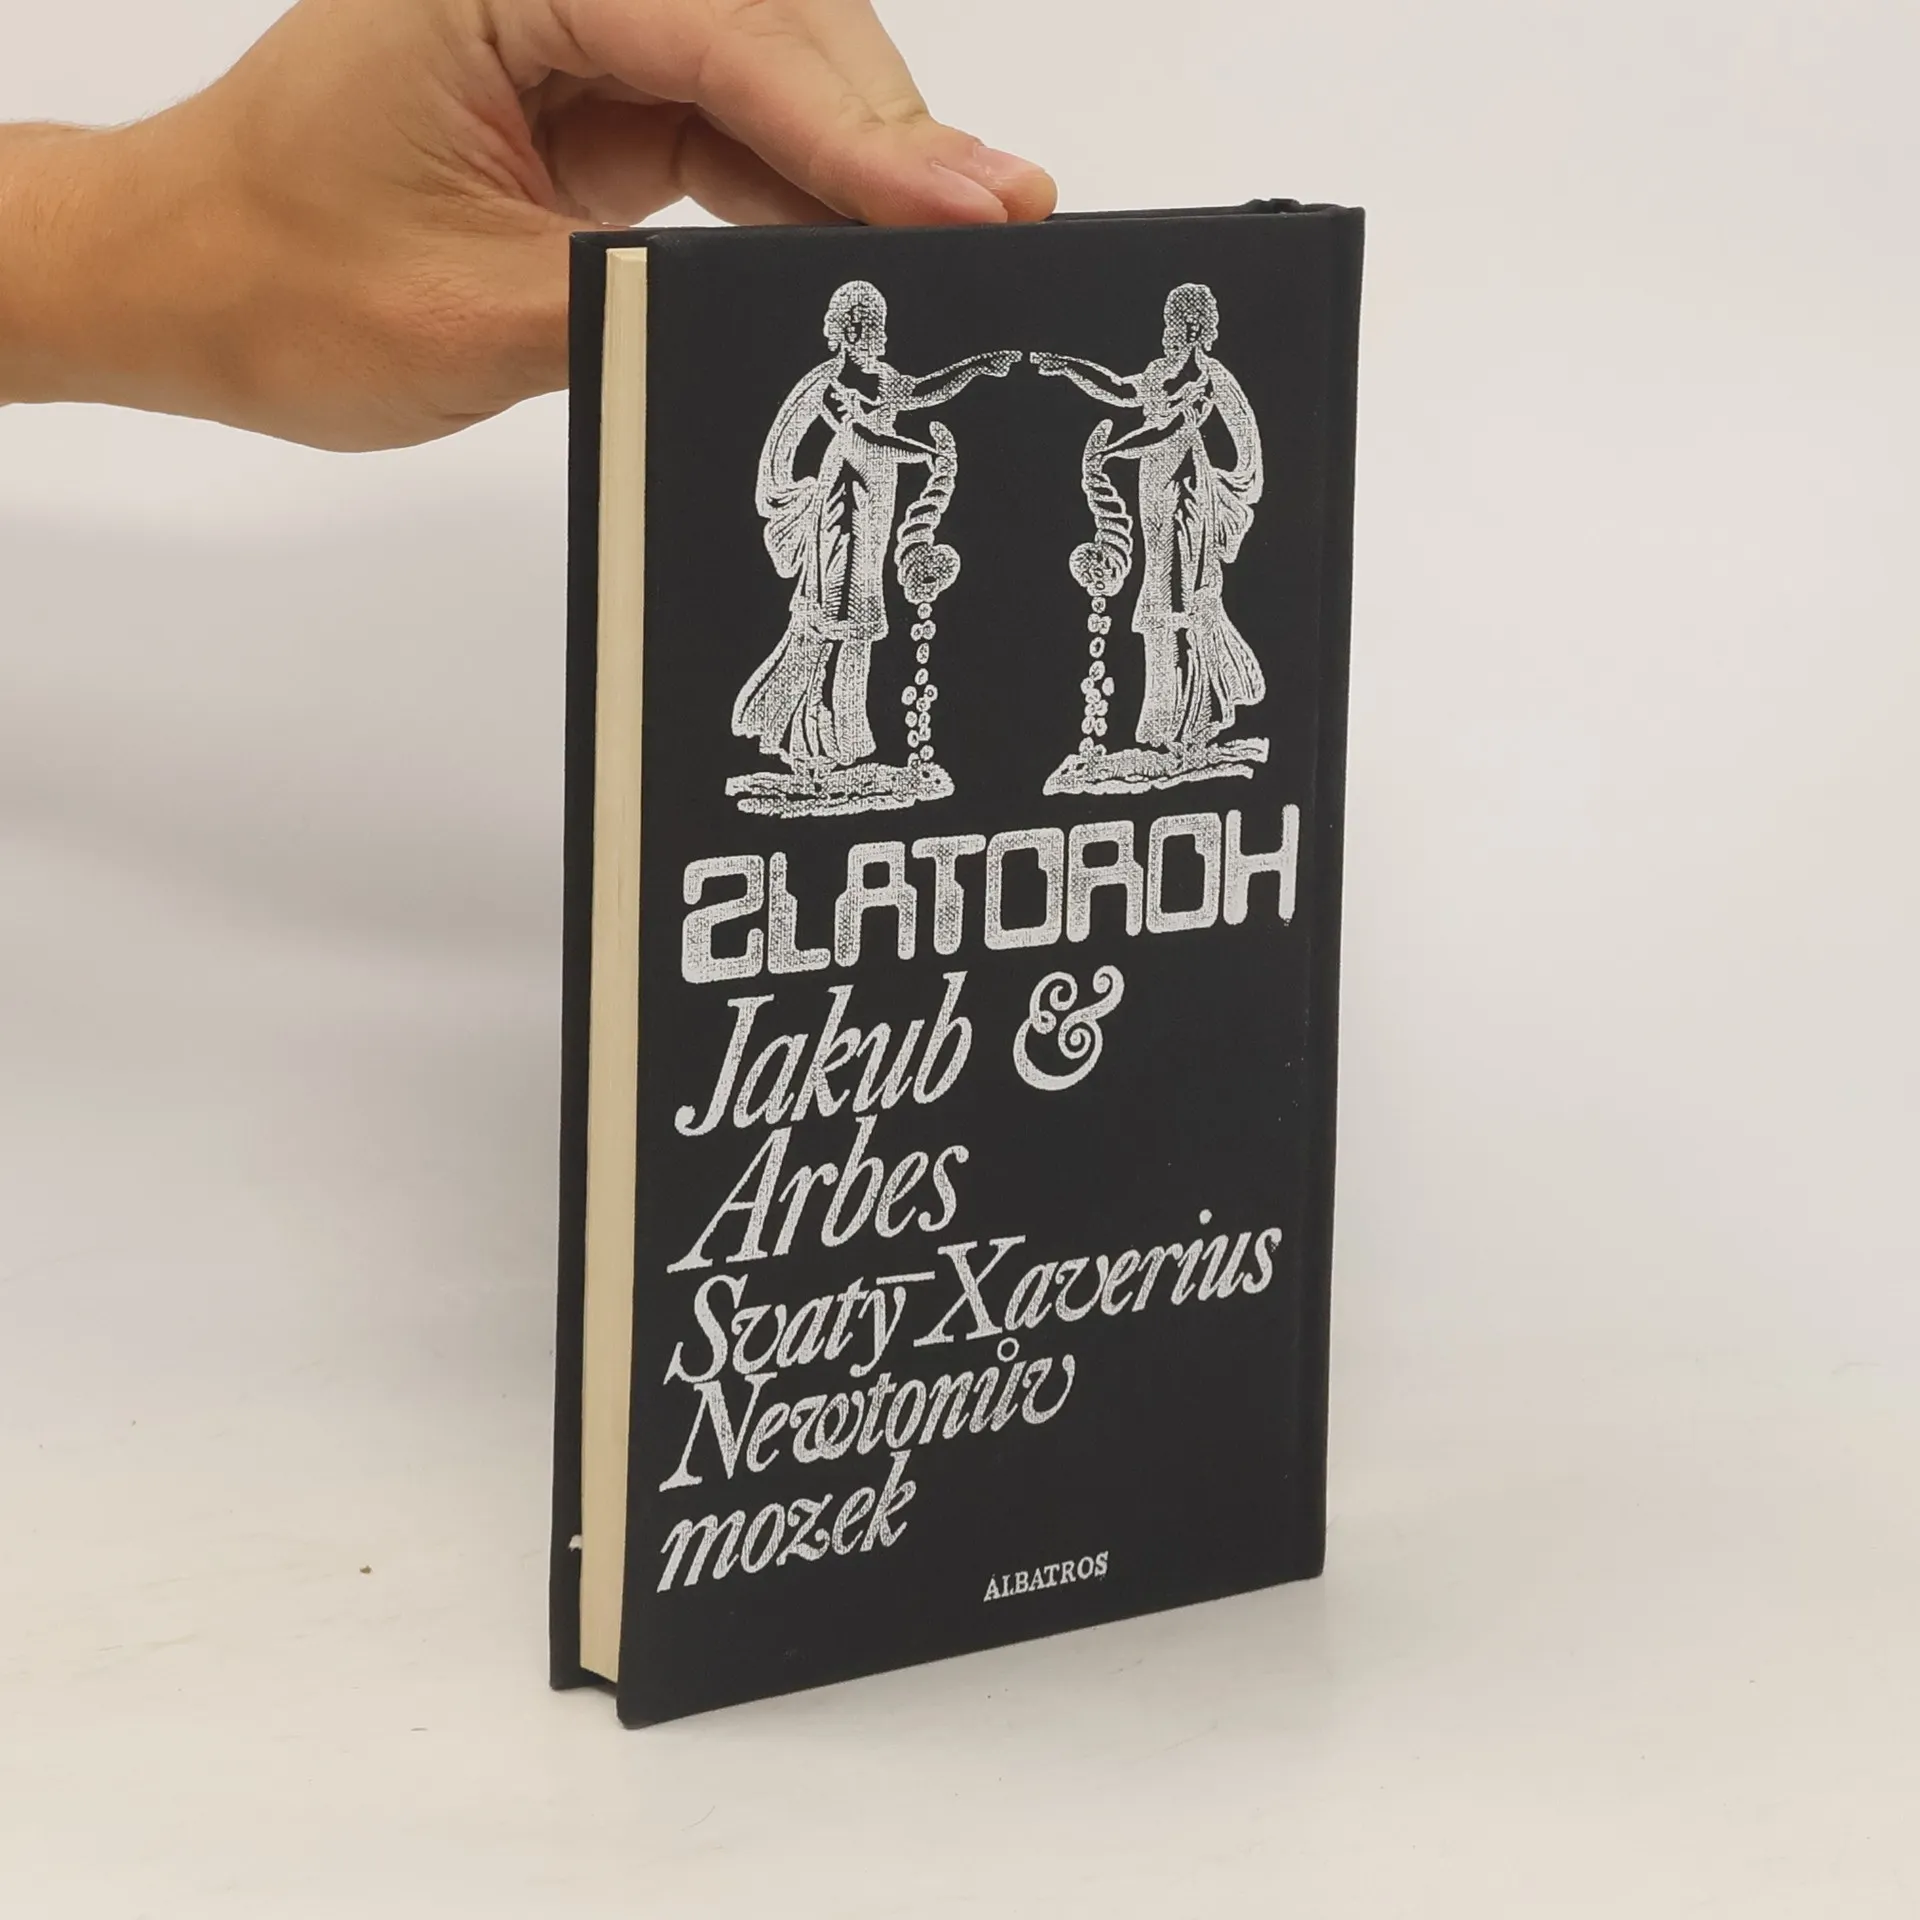 ZLATOROH
Jakub &
Arbes
Svatý Xaverius
Newtonův
mozek
ALBATROS